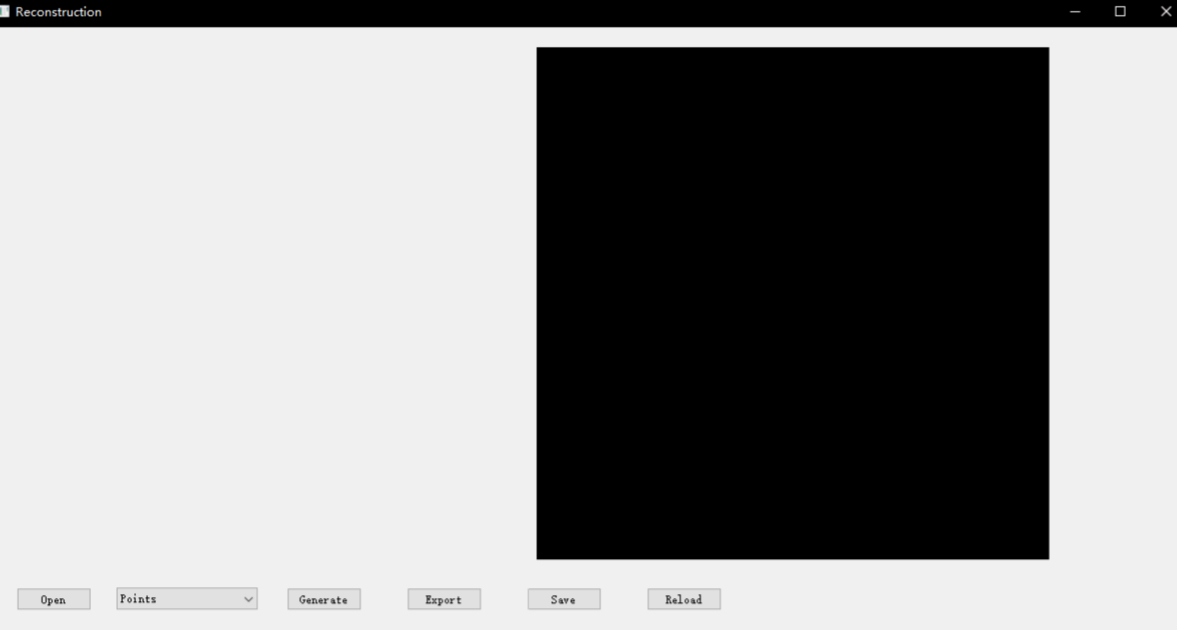 Reconstruction
Open Points Generate Export Save Reload